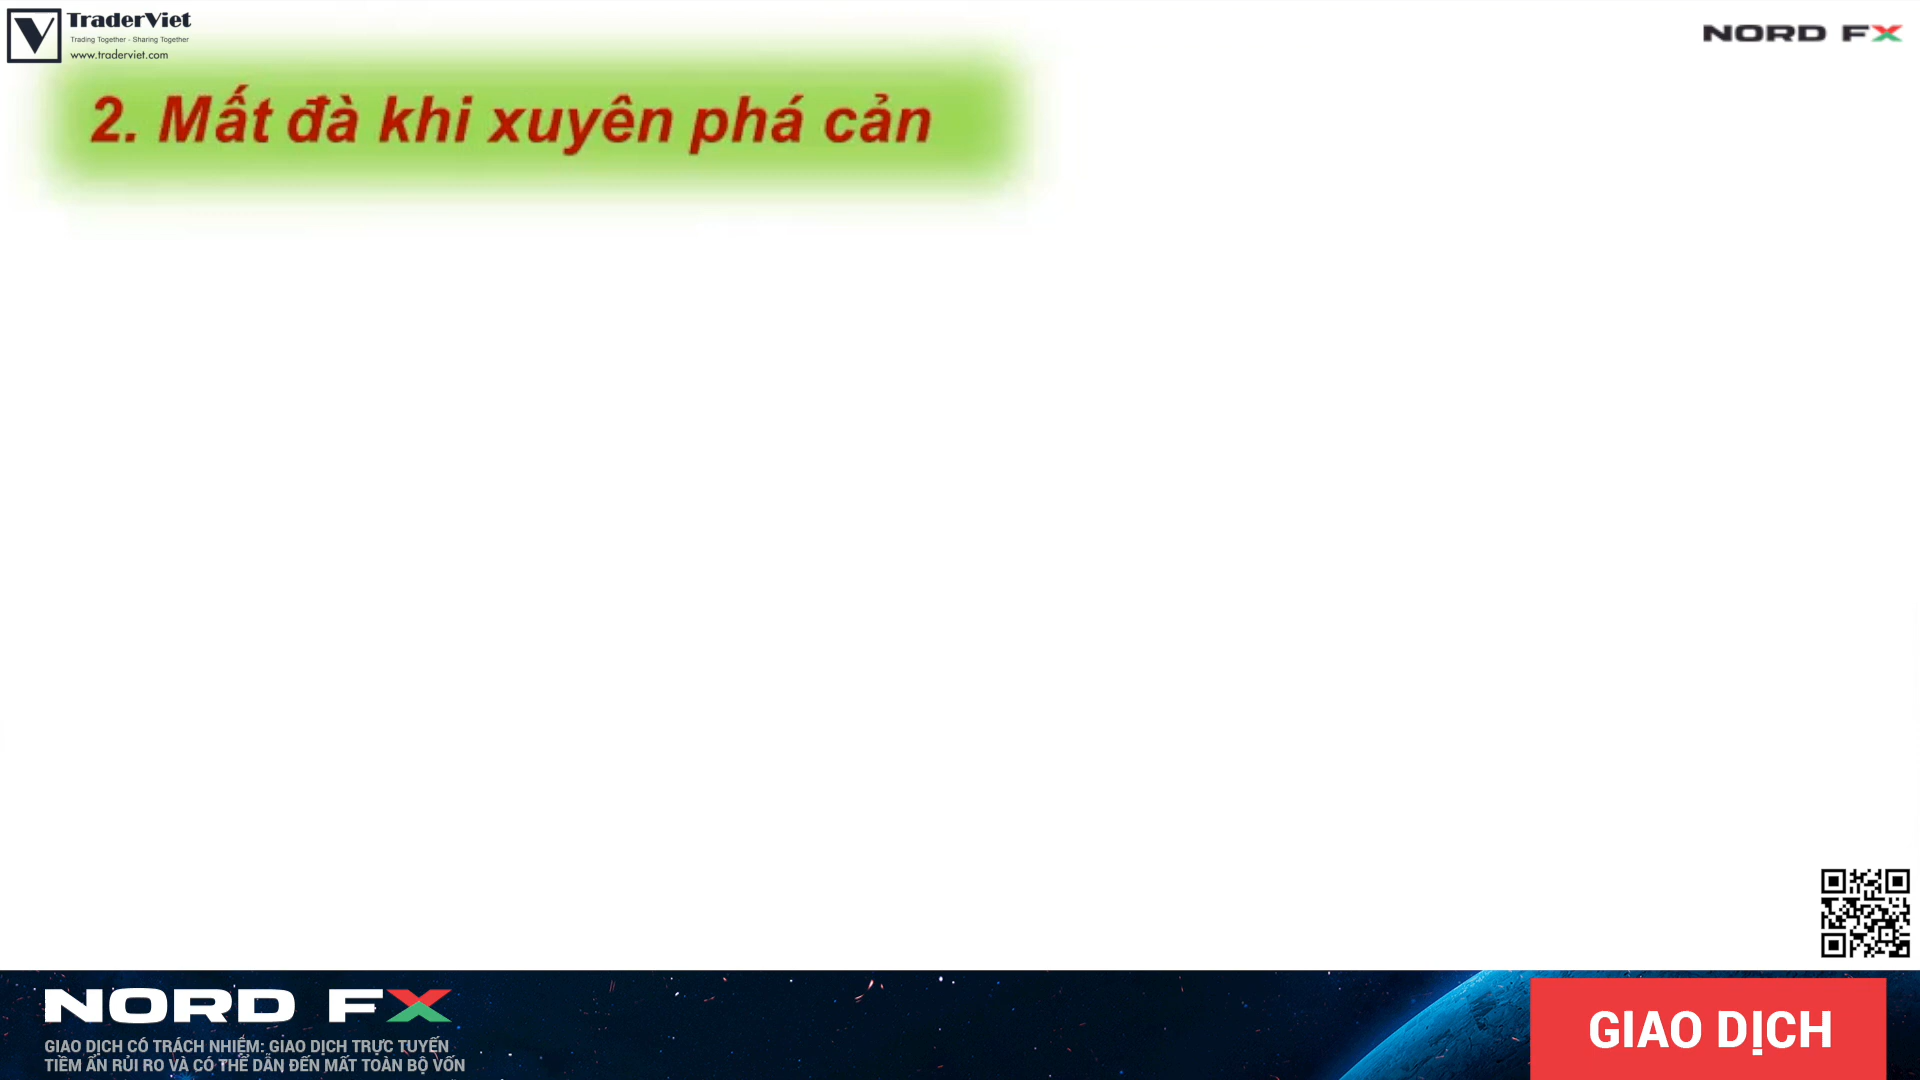 TraderViet
Trading Together - Sharing Together
www.traderviet.com
NORD FX
2. Mất đà khi xuyên phá cản
NORD FX
GIAO DỊCH CÓ TRÁCH NHIỆM: GIAO DỊCH TRỰC TUYẾN
TIỀM ẨN RỦI RO VÀ CÓ THỂ DẪN ĐẾN MẤT TOÀN BỘ VỐN
GIAO DỊCH